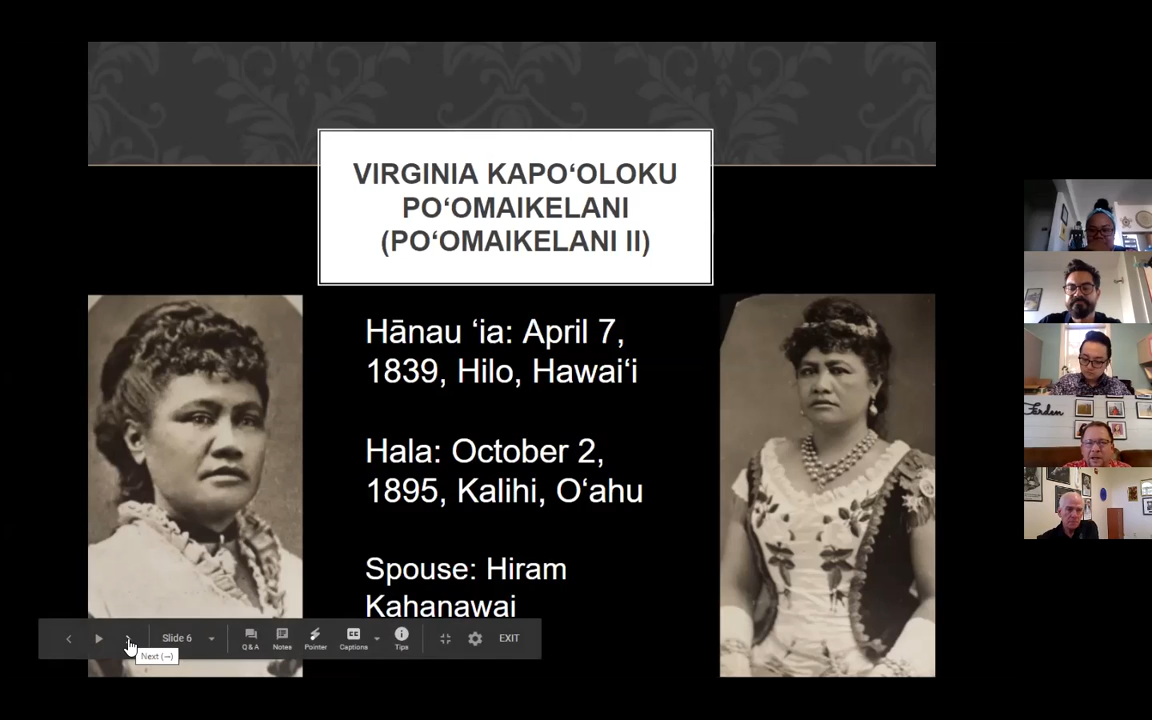 VIRGINIA KAPOʻOLOKU
POʻOMAIKELANI
(POʻOMAIKELANI II)
Hānau ʻia: April 7,
1839, Hilo, Hawaiʻi
Hala: October 2,
1895, Kalihi, Oʻahu
Spouse: Hiram
Kahanawai
Slide 6
Q&A
Notes
Pointer
Captions
Tips
EXIT
Next (→)
Farden